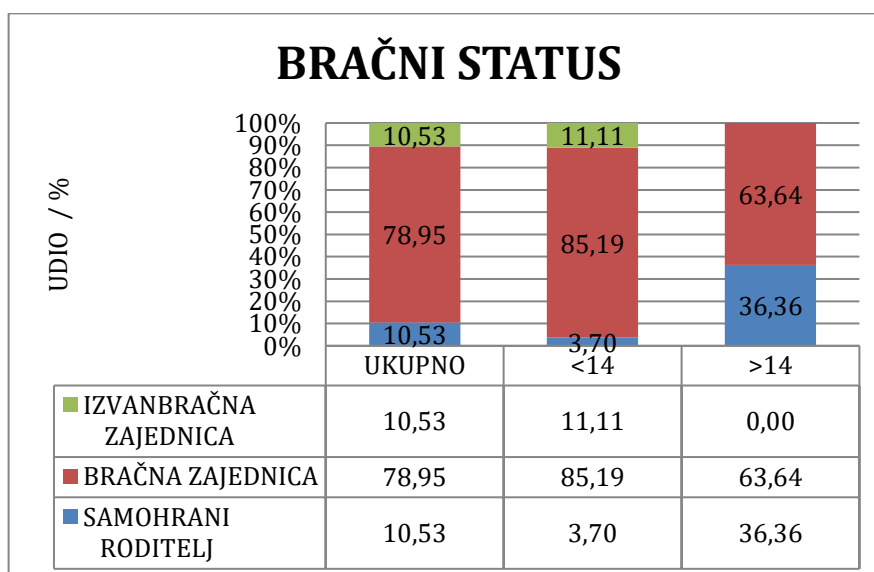 BRAČNI STATUS
UDIO / %
100%
90%
80%
70%
60%
50%
40%
30%
20%
10%
0%
10,53
11,11
78,95
85,19
63,64
10,53
3,70
36,36
UKUPNO <14 >14
IZVANBRAČNA
ZAJEDNICA
10,53 11,11 0,00
BRAČNA ZAJEDNICA 78,95 85,19 63,64
SAMOHRANI
RODITELJ
10,53 3,70 36,36